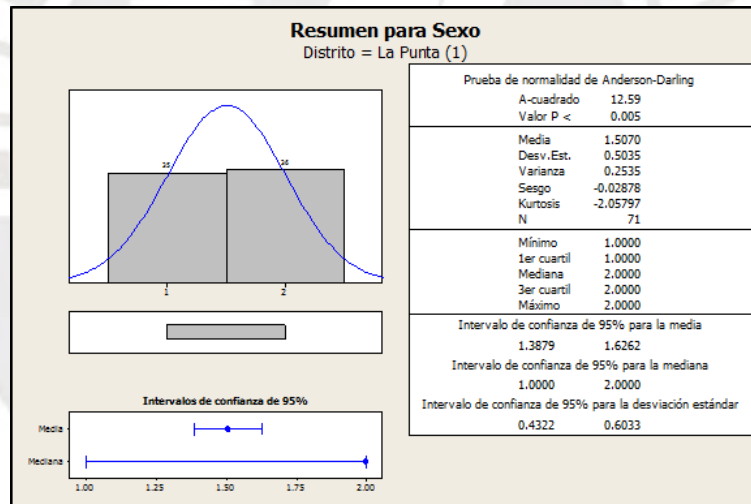 Resumen para Sexo
Distrito = La Punta (1)
35
36
1
2
Intervalos de confianza de 95%
Media
Mediana
1.00 1.25 1.50 1.75 2.00
Prueba de normalidad de Anderson-Darling
A-cuadrado 12.59
Valor P < 0.005
Media 1.5070
Desv.Est. 0.5035
Varianza 0.2535
Sesgo -0.02878
Kurtosis -2.05797
N 71
Mínimo 1.0000
1er cuartil 1.0000
Mediana 2.0000
3er cuartil 2.0000
Máximo 2.0000
Intervalo de confianza de 95% para la media
1.3879 1.6262
Intervalo de confianza de 95% para la mediana
1.0000 2.0000
Intervalo de confianza de 95% para la desviación estándar
0.4322 0.6033